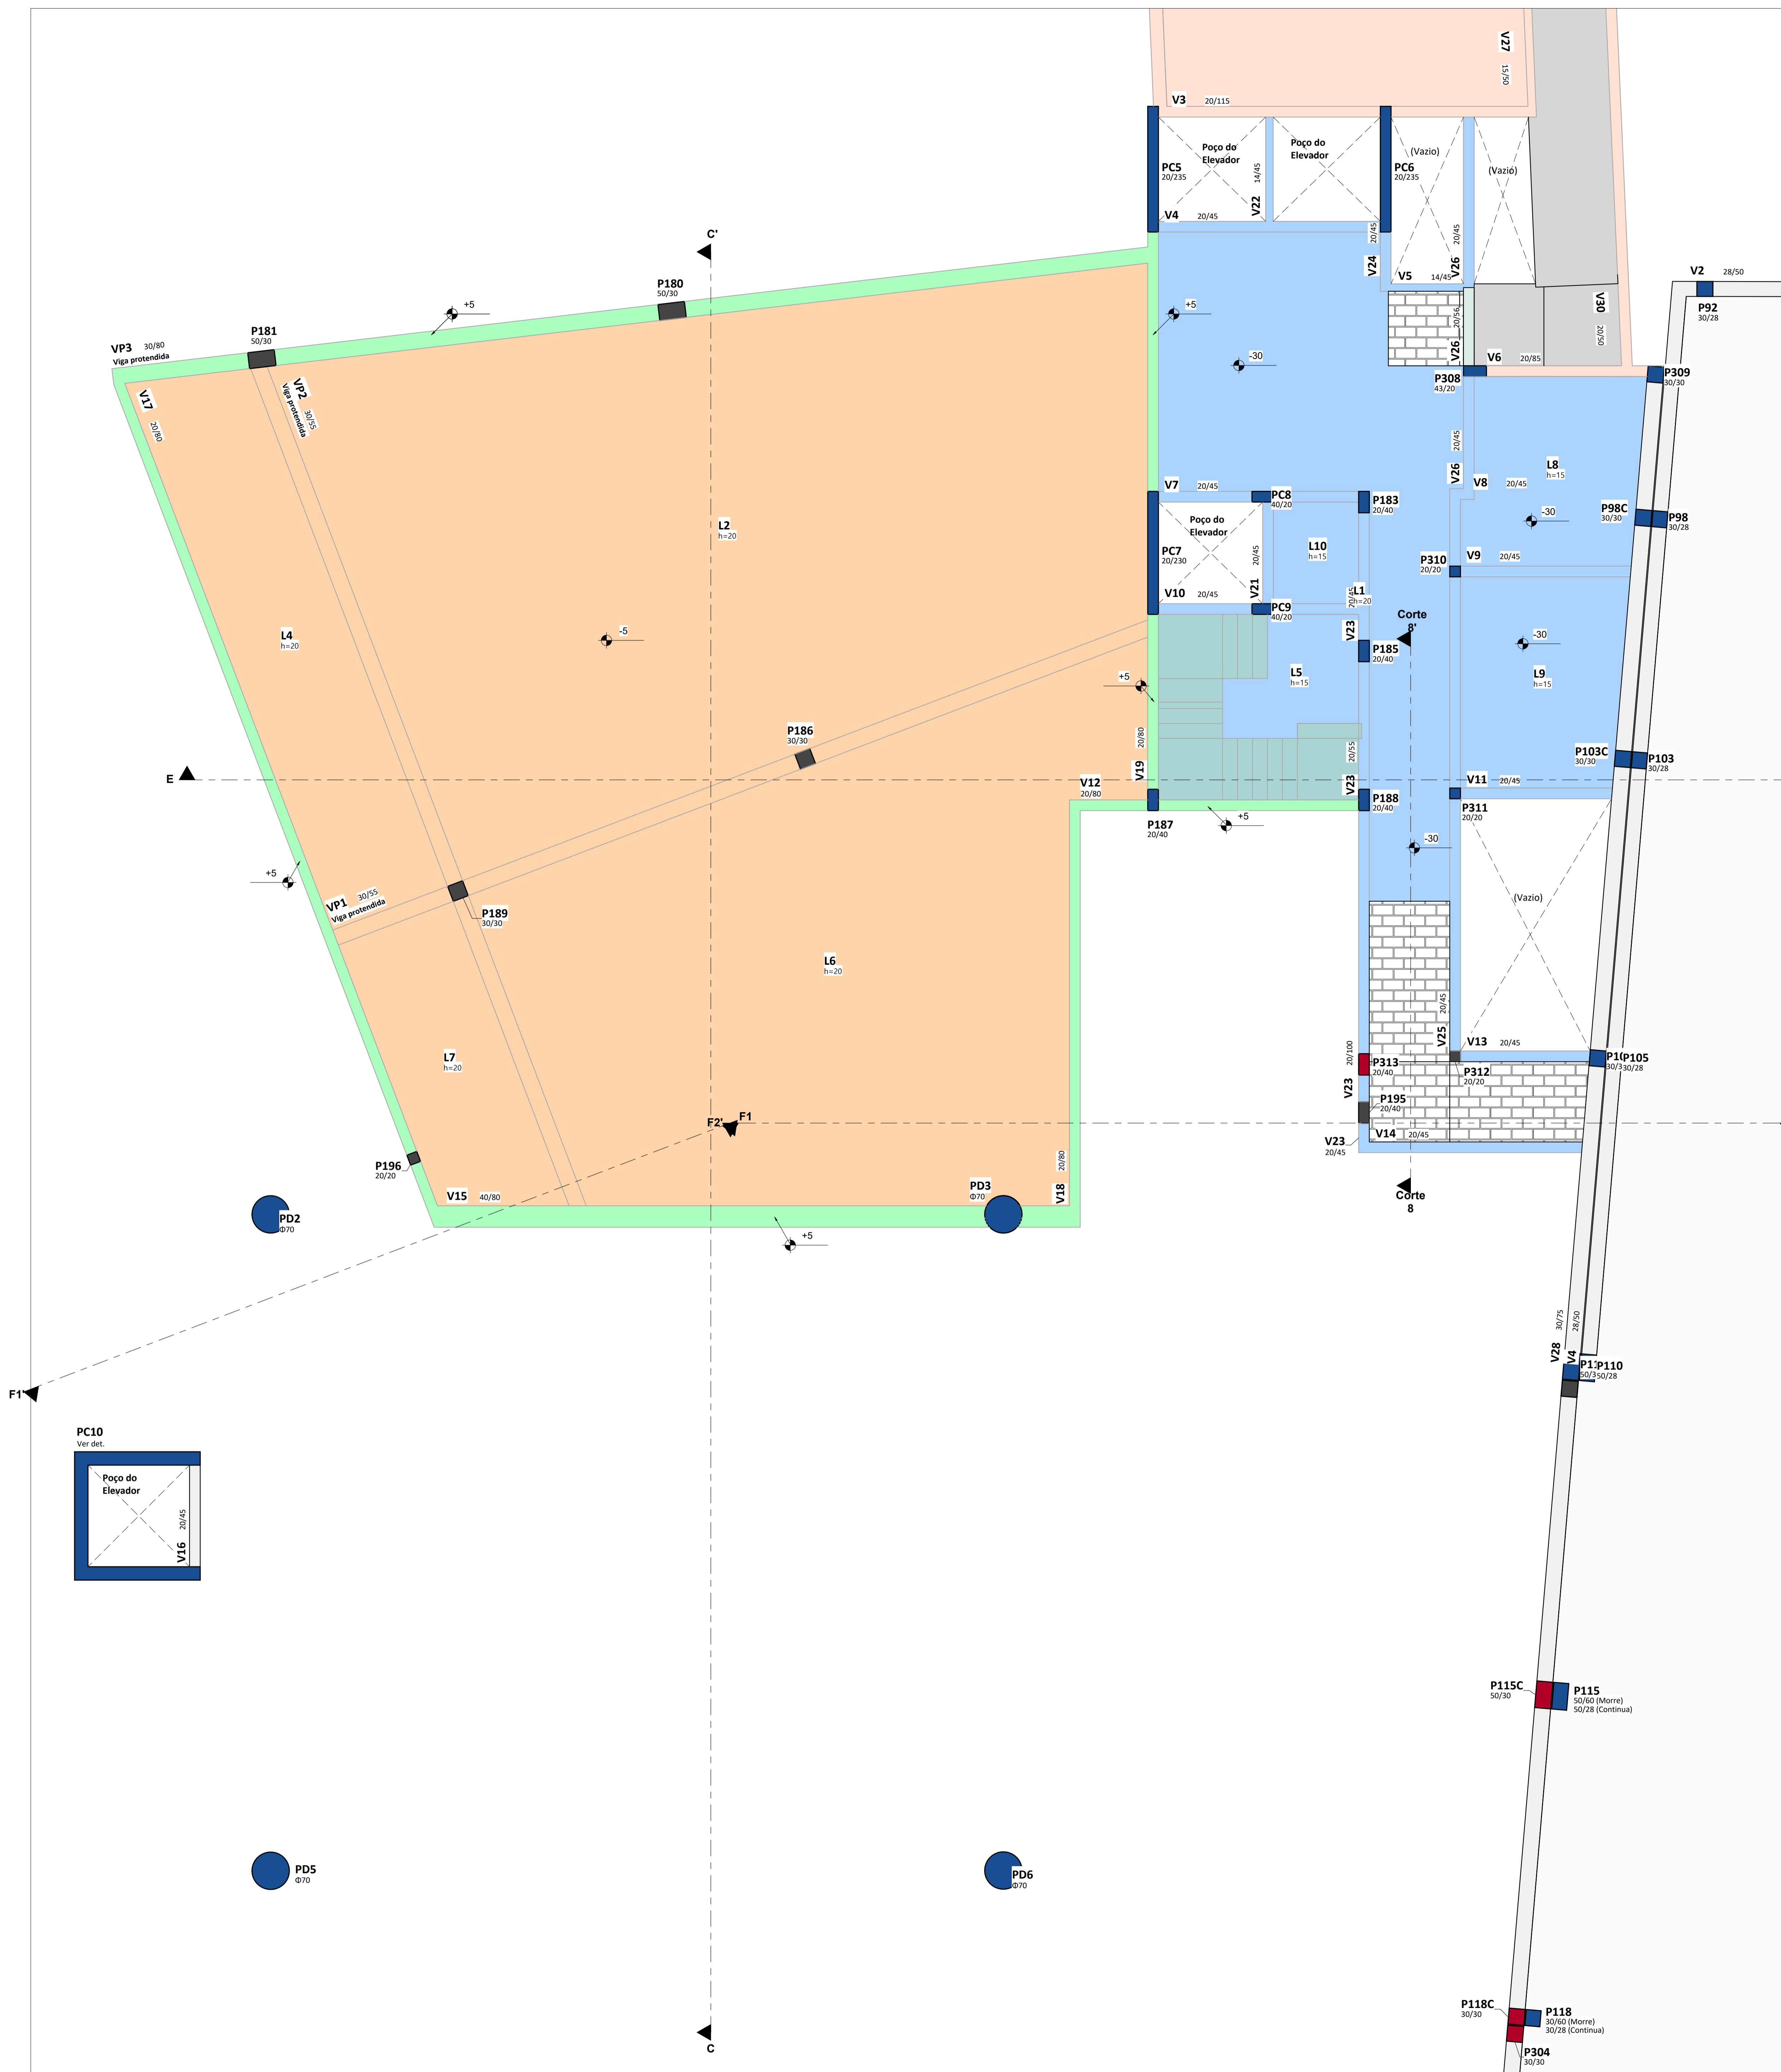 V27
15/50
V3 20/115
Poço do
Elevador
Poço do
Elevador
(Vazio)
(Vazio)
PC5
20/235
14/45
V22
PC6
20/235
V4 20/45
20/45
V24
20/45
V26
V5 14/45
C'
V2 28/50
P92
30/28
P180
50/30
+5
+5
20/56
V26
V30
20/50
P181
50/30
VP3 30/80
Viga protendida
-30
V6 20/85
P308
43/20
P309
30/30
V17
20/80
VP2
30/55
Viga protendida
20/45
V26
L8
h=15
V7 20/45
PC8
40/20
P183
20/40
V8 20/45
-30
P98C
30/30
P98
30/28
L2
h=20
Poço do
Elevador
PC7
20/230
20/45
V21
L10
h=15
P310
20/20
V9 20/45
V10 20/45
PC9
40/20
20/45
L1
h=20
V23
Corte
8'
-5
L4
h=20
P185
20/40
-30
L5
h=15
L9
h=15
+5
P186
30/30
20/80
V19
20/55
V23
P103C
30/30
P103
30/28
E
V12
20/80
V11 20/45
P187
20/40
+5
P188
20/40
P311
20/20
-30
+5
VP1 30/55
Viga protendida
P189
30/30
(Vazio)
L6
h=20
20/45
V25
V13 20/45
20/100
V23
P313
20/40
P312
20/20
P105
30/28
L7
h=20
P195
20/40
F2' F1
V14 20/45
V23
20/45
P196
20/20
20/80
V18
V15 40/80
PD3
Φ70
PD2
Φ70
Corte
8
+5
30/75
28/50
V28
V4
P110
50/28
F1'
PC10
Ver det.
Poço do
Elevador
20/45
V16
P115C
50/30
P115
50/60 (Morre)
50/28 (Continua)
PD5
Φ70
PD6
Φ70
P118C
30/30
P118
30/60 (Morre)
30/28 (Continua)
C
P304
30/30